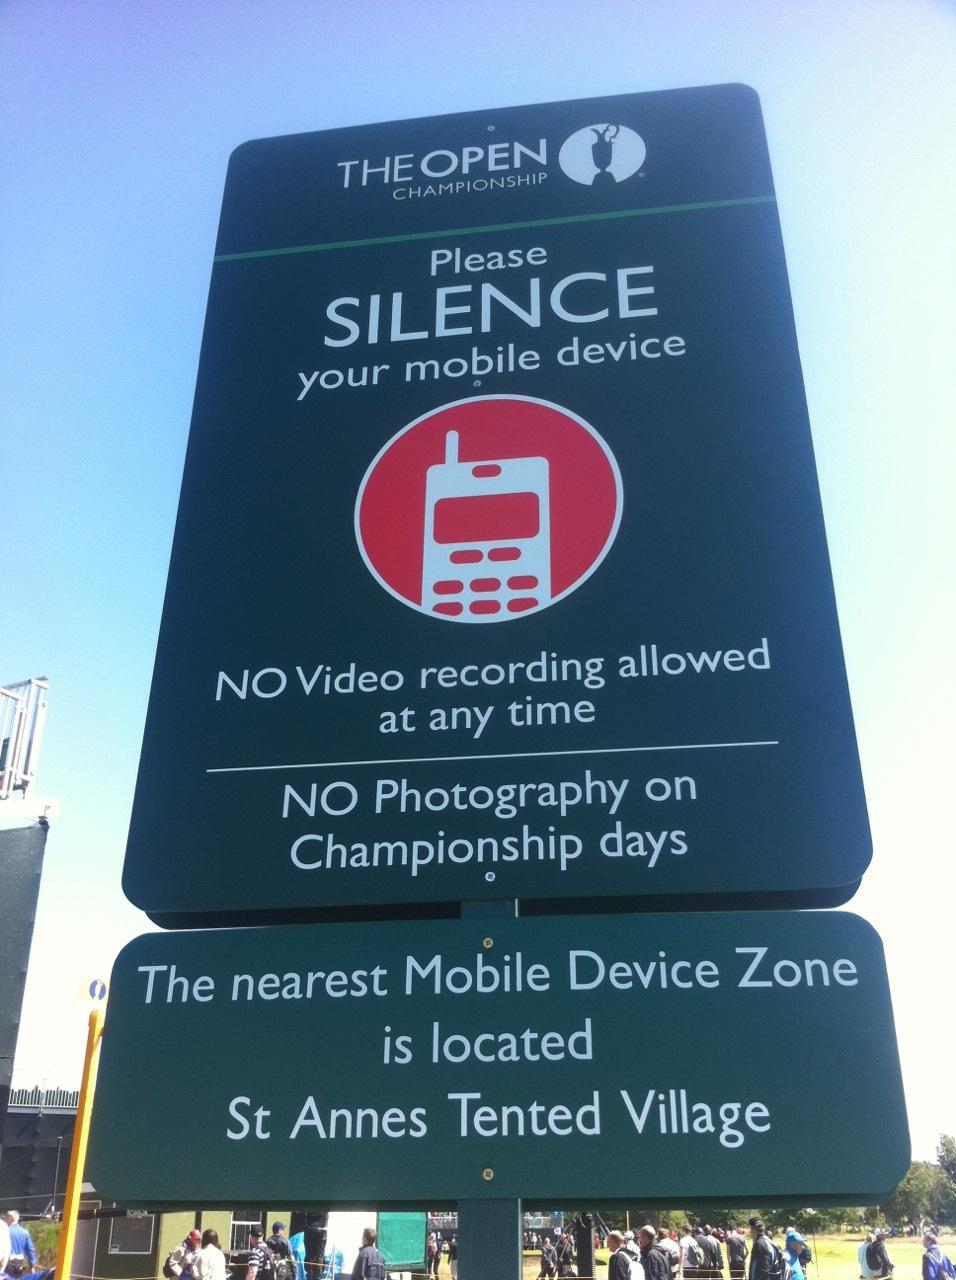 THE OPEN
CHAMPIONSHIP
Please
SILENCE
your mobile device
NO Video recording allowed
at any time
NO Photography on
Championship days
The nearest Mobile Device Zone
is located
St Annes Tented Village